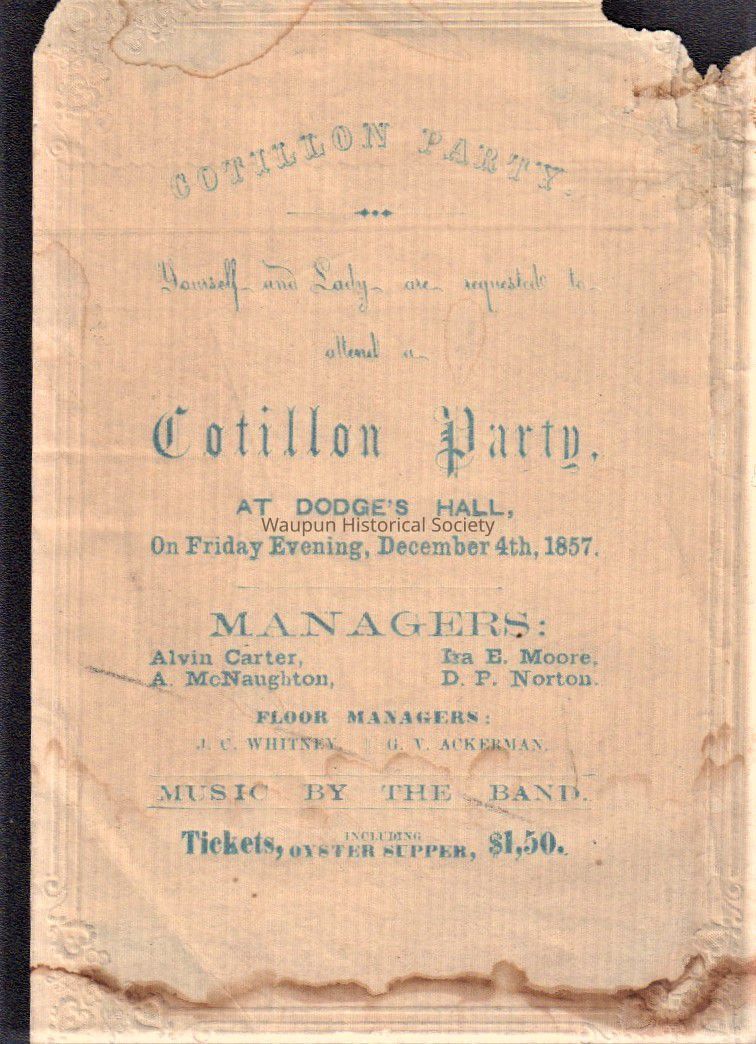 COTILLON PARTY.
Yourself and Lady are requested to
attend a
Cotillon Party,
AT DODGE'S HALL,
Waupun Historical Society
On Friday Evening, December 4th, 1857.
MANAGERS:
Alvin Carter, Ira E. Moore,
A. McNaughton, D. P. Norton.
FLOOR MANAGERS:
J. C. WHITNEY, G. V. ACKERMAN.
MUSIC BY THE BAND.
Tickets, INCLUDING OYSTER SUPPER, $1,50.